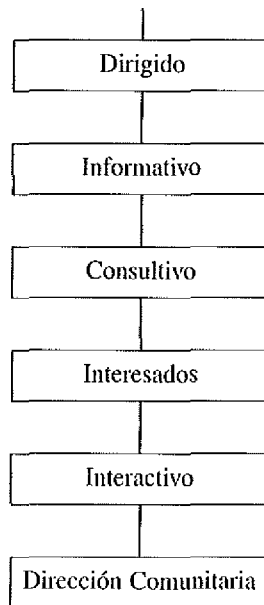 Dirigido
Informativo
Consultivo
Interesados
Interactivo
Dirección Comunitaria